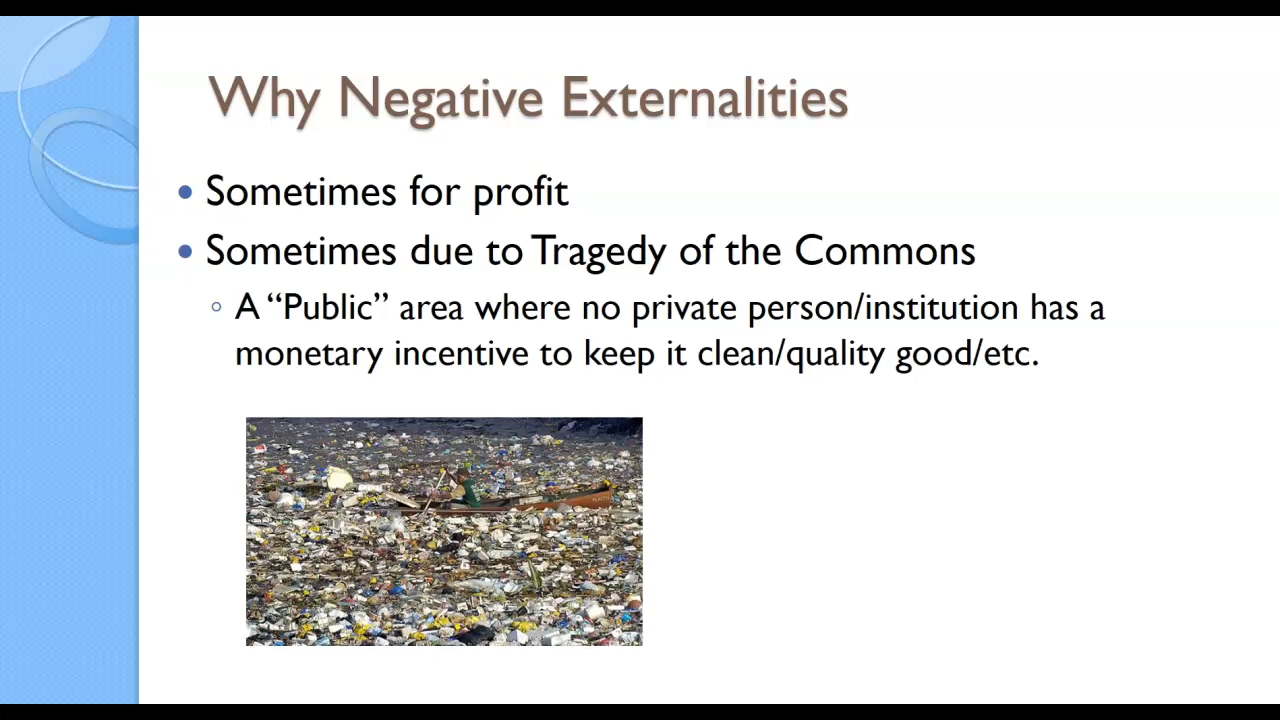 Why Negative Externalities
Sometimes for profit
Sometimes due to Tragedy of the Commons
A “Public” area where no private person/institution has a
monetary incentive to keep it clean/quality good/etc.